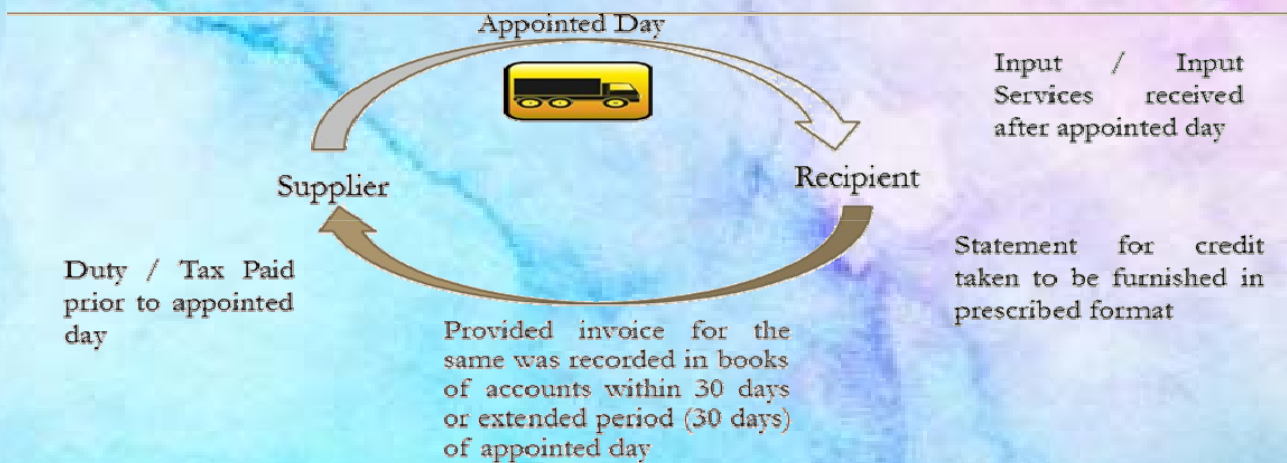 Appointed Day
Input / Input
Services received
after appointed day
Supplier
Recipient
Duty / Tax Paid
prior to appointed
day
Statement for credit
taken to be furnished in
prescribed format
Provided invoice for the
same was recorded in books
of accounts within 30 days
or extended period (30 days)
of appointed day